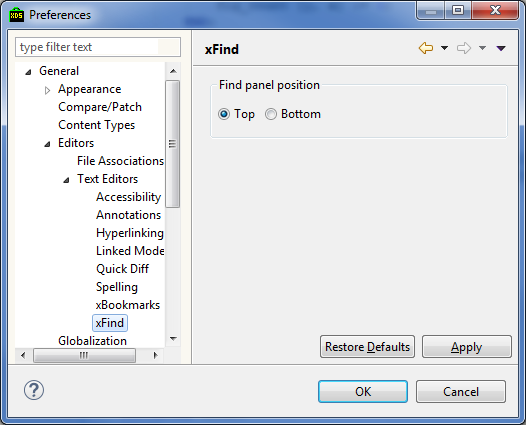 XDS Preferences
type filter text
xFind
General
Appearance
Compare/Patch
Content Types
Editors
File Associations
Text Editors
Accessibility
Annotations
Hyperlinking
Linked Mode
Quick Diff
Spelling
xBookmarks
xFind
Globalization
Find panel position
Top Bottom
Restore Defaults Apply
? OK Cancel